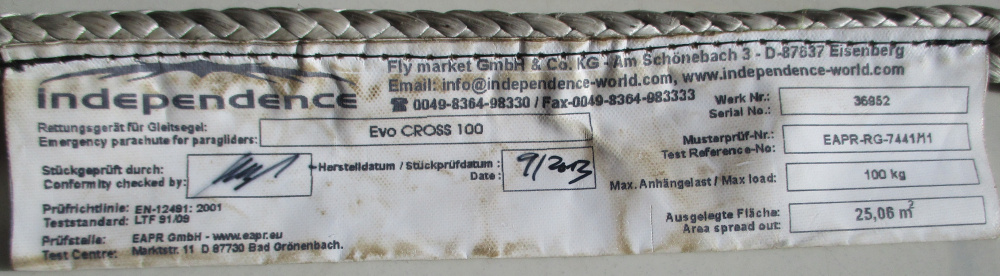 independence
Fly market GmbH & Co. KG - Am Schönebach 3 - D-87637 Eisenberg
Email: info@independence-world.com, www.independence-world.com
☎ 0049-8364-98330 / Fax-0049-8364-983333
Rettungsgerät für Gleitsegel:
Emergency parachute for paragliders:
Evo CROSS 100
Stückgeprüft durch:
Conformity checked by:
Herstelldatum / Stückprüfdatum :
Date :
9/2013
Prüfrichtlinie: EN-12491: 2001
Teststandard: LTF 91/09
Prüfstelle: EAPR GmbH - www.eapr.eu
Test Centre: Marktstr. 11 D 87730 Bad Grönenbach.
Werk Nr.:
Serial No.:
36952
Musterprüf-Nr.:
Test Reference-No:
EAPR-RG-7441/11
Max. Anhängelast / Max load:
100 kg
Ausgelegte Fläche:
Area spread out:
25,06 m²